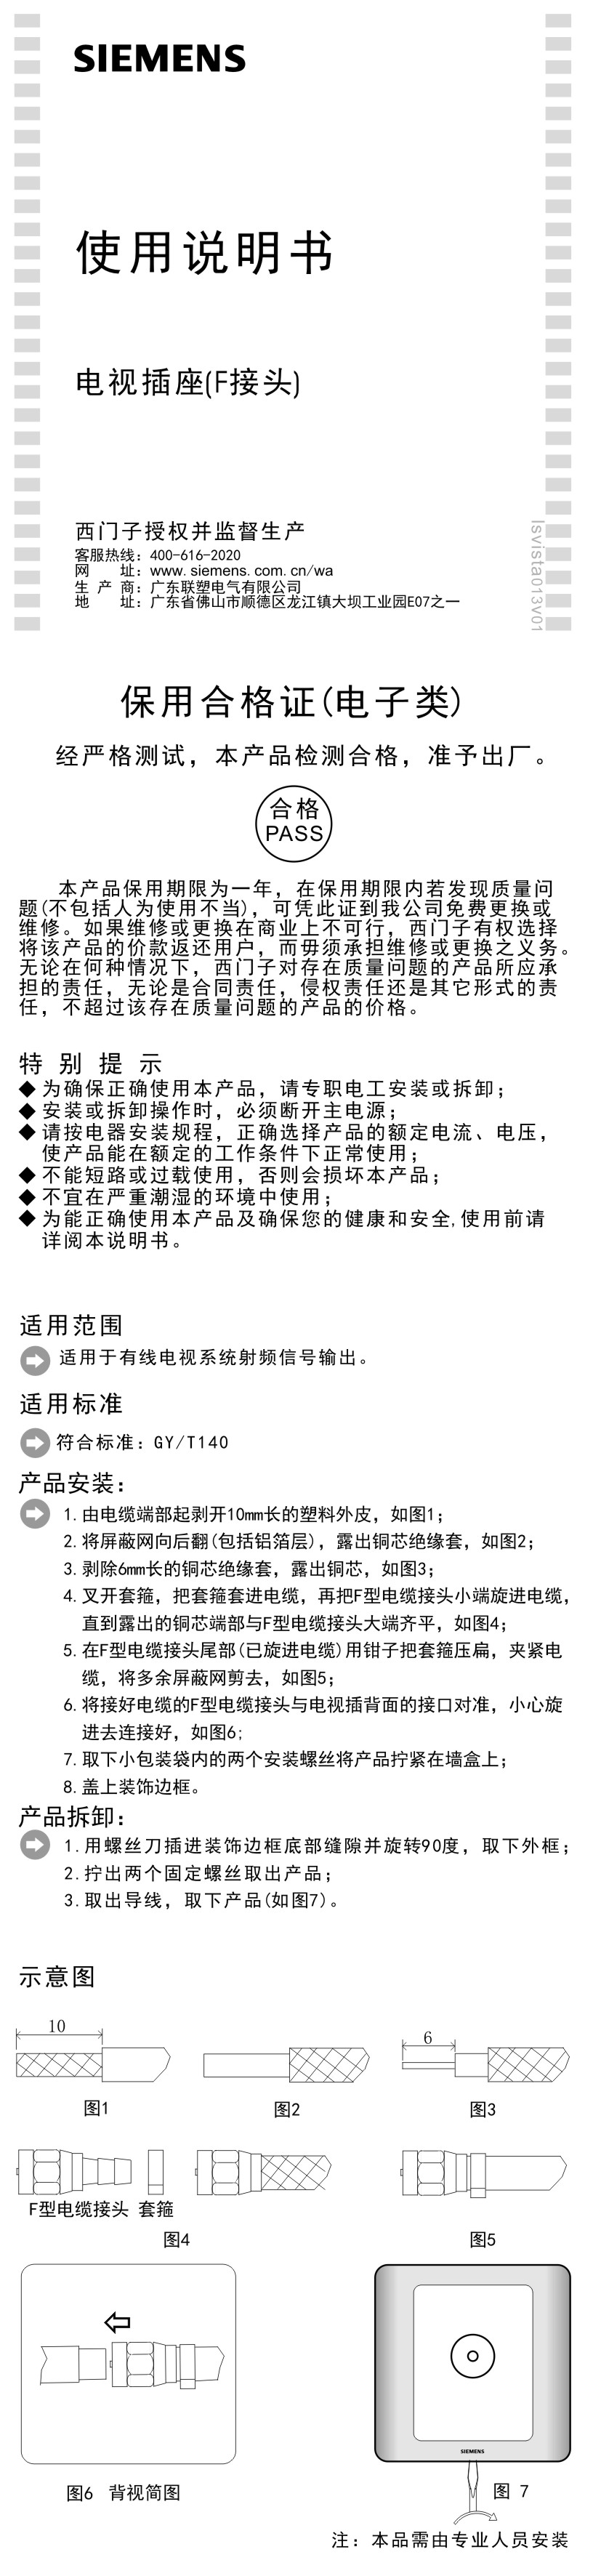 SIEMENS
使用说明书
电视插座(F接头)
西门子授权并监督生产
客服热线：400-616-2020
网　　址：www.siemens.com.cn/wa
生 产 商：广东联塑电气有限公司
地　　址：广东省佛山市顺德区龙江镇大坝工业园E07之一
lsvista013v01
保用合格证(电子类)
经严格测试，本产品检测合格，准予出厂。
合格
PASS
本产品保用期限为一年，在保用期限内若发现质量问
题(不包括人为使用不当)，可凭此证到我公司免费更换或
维修。如果维修或更换在商业上不可行，西门子有权选择
将该产品的价款返还用户，而毋须承担维修或更换之义务。
无论在何种情况下，西门子对存在质量问题的产品所应承
担的责任，无论是合同责任，侵权责任还是其它形式的责
任，不超过该存在质量问题的产品的价格。
特 别 提 示
◆ 为确保正确使用本产品，请专职电工安装或拆卸；
◆ 安装或拆卸操作时，必须断开主电源；
◆ 请按电器安装规程，正确选择产品的额定电流、电压，
使产品能在额定的工作条件下正常使用；
◆ 不能短路或过载使用，否则会损坏本产品；
◆ 不宜在严重潮湿的环境中使用；
◆ 为能正确使用本产品及确保您的健康和安全,使用前请
详阅本说明书。
适用范围
适用于有线电视系统射频信号输出。
适用标准
符合标准：GY/T140
产品安装：
1.由电缆端部起剥开10mm长的塑料外皮，如图1；
2.将屏蔽网向后翻(包括铝箔层)，露出铜芯绝缘套，如图2；
3.剥除6mm长的铜芯绝缘套，露出铜芯，如图3；
4.叉开套箍，把套箍套进电缆，再把F型电缆接头小端旋进电缆，
直到露出的铜芯端部与F型电缆接头大端齐平，如图4；
5.在F型电缆接头尾部(已旋进电缆)用钳子把套箍压扁，夹紧电
缆，将多余屏蔽网剪去，如图5；
6.将接好电缆的F型电缆接头与电视插背面的接口对准，小心旋
进去连接好，如图6;
7.取下小包装袋内的两个安装螺丝将产品拧紧在墙盒上；
8.盖上装饰边框。
产品拆卸：
1.用螺丝刀插进装饰边框底部缝隙并旋转90度，取下外框；
2.拧出两个固定螺丝取出产品；
3.取出导线，取下产品(如图7)。
示意图
10
6
图1
图2
图3
F型电缆接头 套箍
图4
图5
SIEMENS
图6 背视简图
图 7
注：本品需由专业人员安装